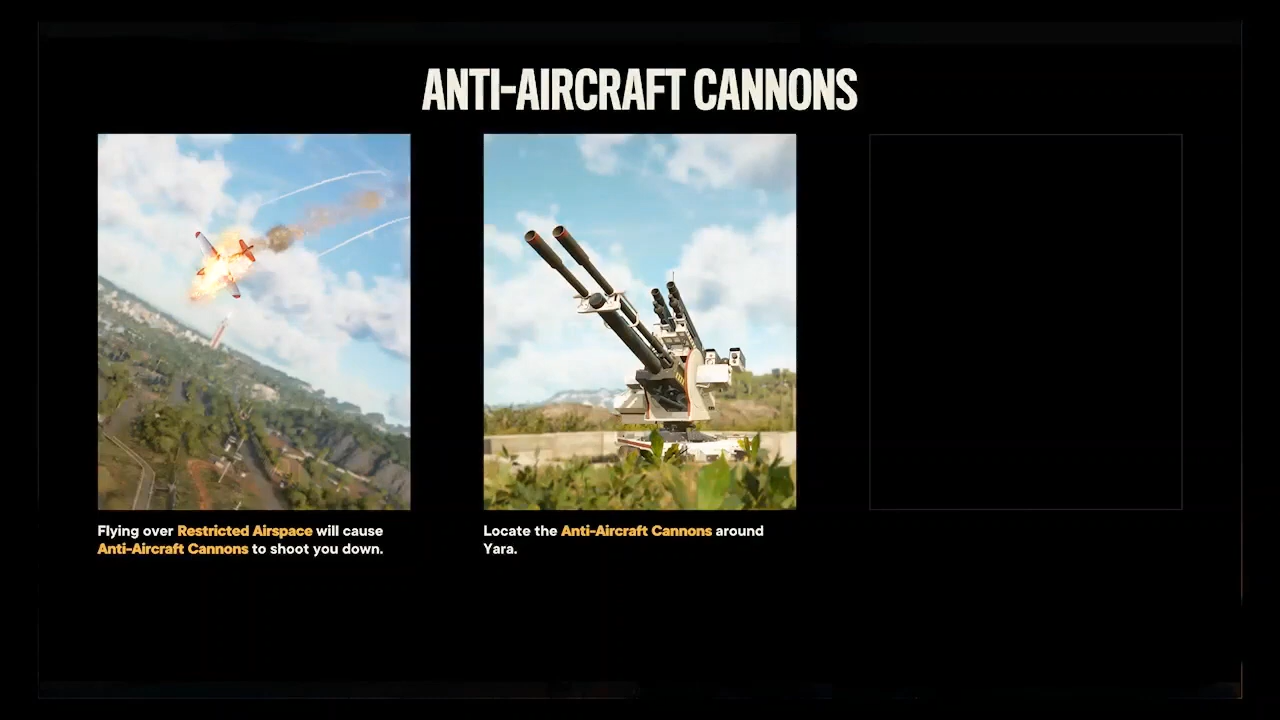 ANTI-AIRCRAFT CANNONS
Flying over Restricted Airspace will cause
Anti-Aircraft Cannons to shoot you down.
Locate the Anti-Aircraft Cannons around
Yara.